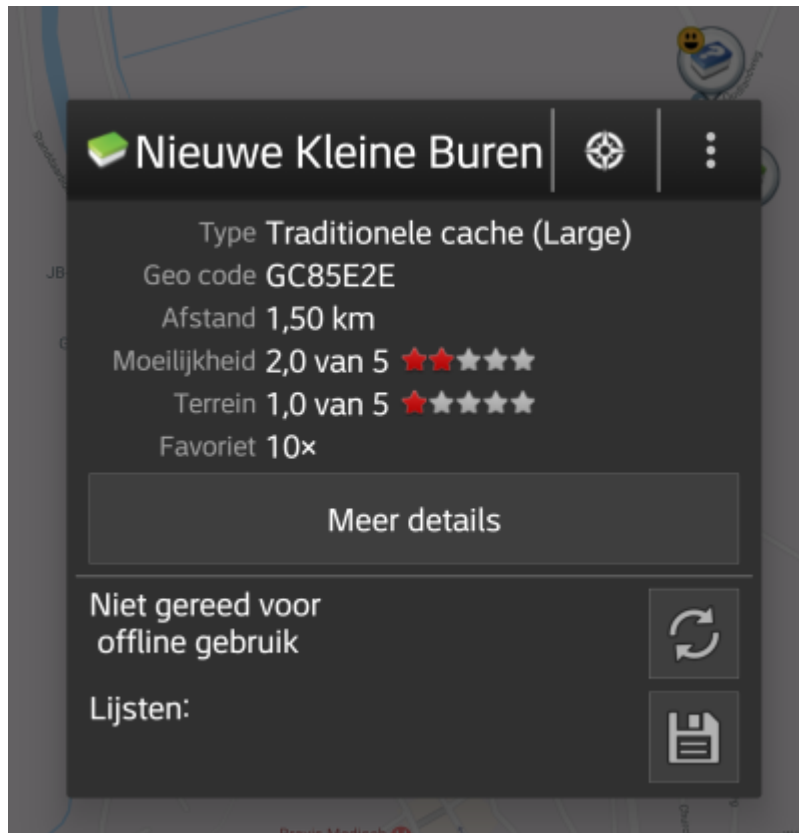 Nieuwe Kleine Buren
Type Traditionele cache (Large)
JB
Geo code GC85E2E
Afstand 1,50 km
Moeilijkheid 2,0 van 5
Terrein 1,0 van 5
Favoriet 10×
Meer details
Niet gereed voor
offline gebruik
Lijsten: